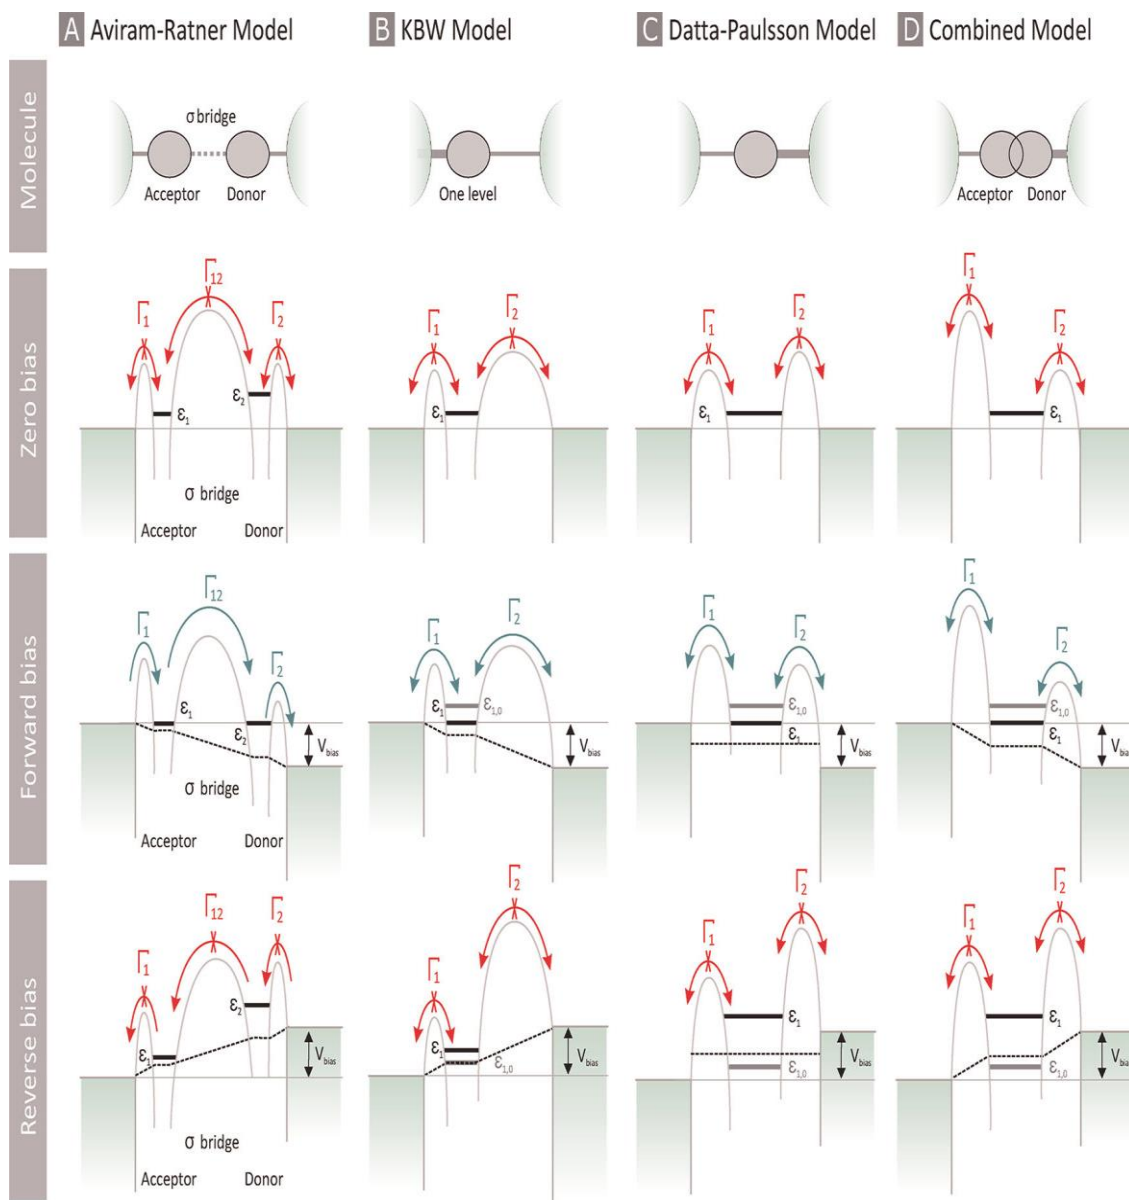 A Aviram-Ratner Model
B KBW Model
C Datta-Paulsson Model
D Combined Model
Molecule
σ bridge
Acceptor Donor
One level
Acceptor Donor
Zero bias
Γ1 Γ12 Γ2
ε1 ε2
σ bridge
Acceptor Donor
Γ1 Γ2
ε1
Γ1 Γ2
ε1
Γ1 Γ2
ε1
Forward bias
Γ1 Γ12 Γ2
ε1 ε2
Vbias
σ bridge
Acceptor Donor
Γ1 Γ2
ε1 ε1,0
Vbias
Γ1 Γ2
ε1,0
ε1
Vbias
Γ1 Γ2
ε1,0
ε1
Vbias
Reverse bias
Γ1 Γ12 Γ2
ε1 ε2
Vbias
σ bridge
Acceptor Donor
Γ1 Γ2
ε1
ε1,0
Vbias
Γ1 Γ2
ε1
ε1,0
Vbias
Γ1 Γ2
ε1
ε1,0
Vbias